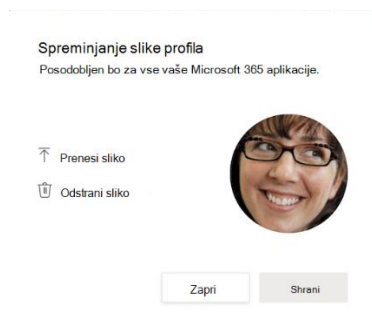 Spreminjanje slike profila
Posodobljen bo za vse vaše Microsoft 365 aplikacije.
Prenesi sliko
Odstrani sliko
Zapri
Shrani